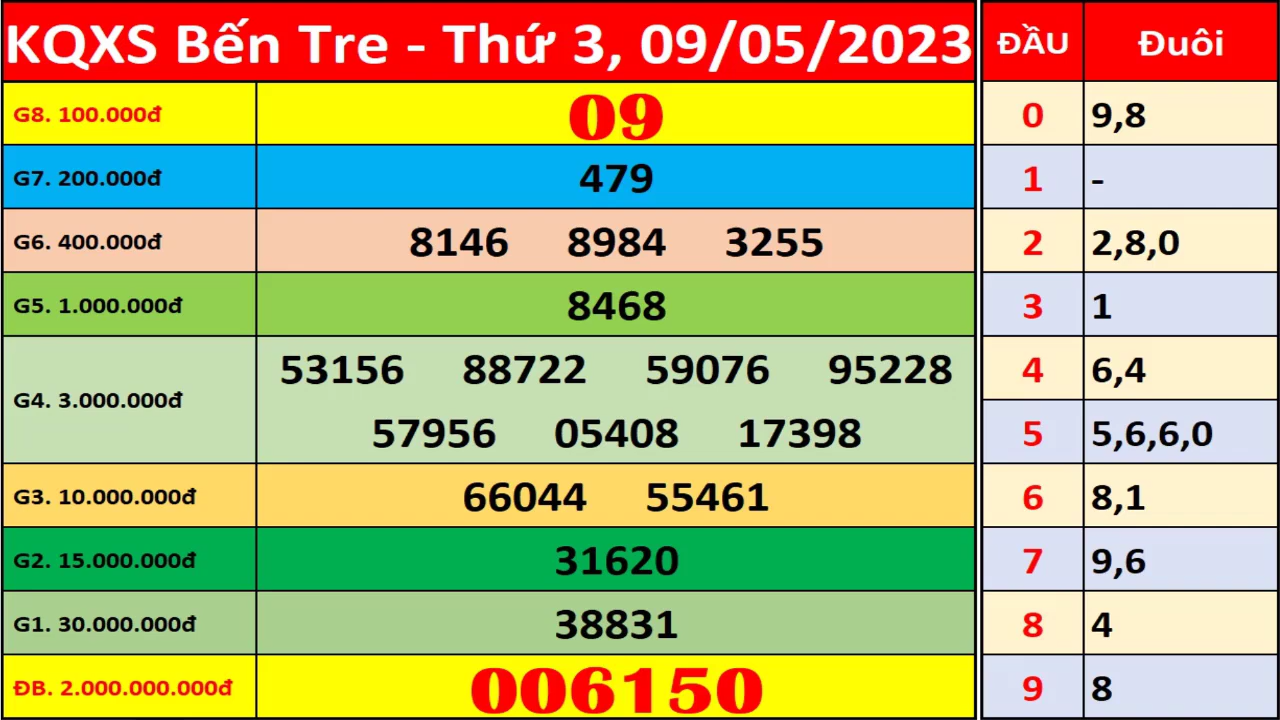 KQXS Bến Tre - Thứ 3, 09/05/2023
ĐẦU Đuôi
G8. 100.000đ 09
0 9,8
G7. 200.000đ 479
1 -
G6. 400.000đ 8146 8984 3255
2 2,8,0
G5. 1.000.000đ 8468
3 1
G4. 3.000.000đ 53156 88722 59076 95228
4 6,4
57956 05408 17398
5 5,6,6,0
G3. 10.000.000đ 66044 55461
6 8,1
G2. 15.000.000đ 31620
7 9,6
G1. 30.000.000đ 38831
8 4
ĐB. 2.000.000.000đ 006150
9 8